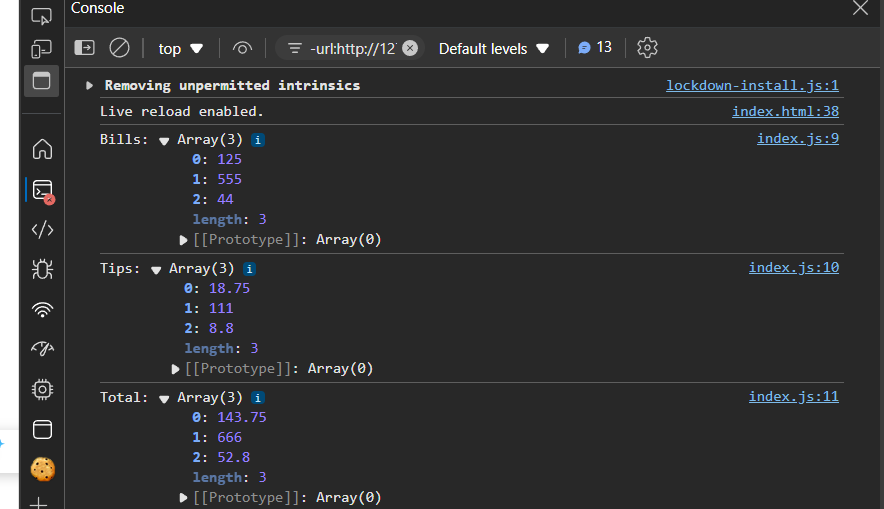 Console
top -url:http://12 Default levels 13
Removing unpermitted intrinsics lockdown-install.js:1
Live reload enabled. index.html:38
Bills: Array(3) i index.js:9
0: 125
1: 555
2: 44
length: 3
[[Prototype]]: Array(0)
Tips: Array(3) i index.js:10
0: 18.75
1: 111
2: 8.8
length: 3
[[Prototype]]: Array(0)
Total: Array(3) i index.js:11
0: 143.75
1: 666
2: 52.8
length: 3
[[Prototype]]: Array(0)